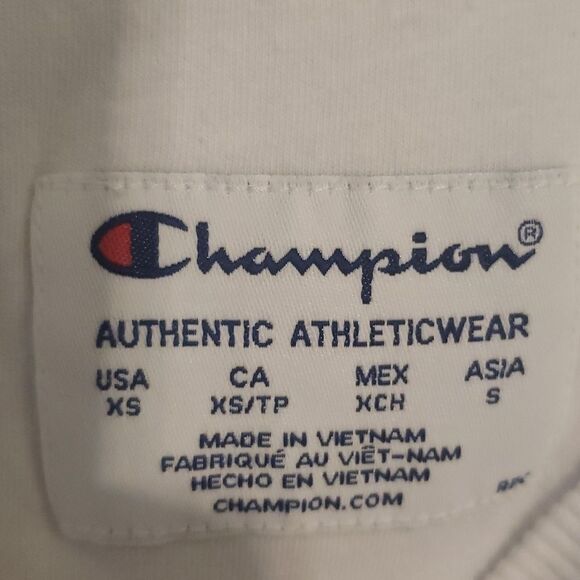 Champion®
AUTHENTIC ATHLETICWEAR
USA CA MEX ASIA
XS XS/TP XCH S
MADE IN VIETNAM
FABRIQUÉ AU VIÊT-NAM
HECHO EN VIETNAM
CHAMPION.COM